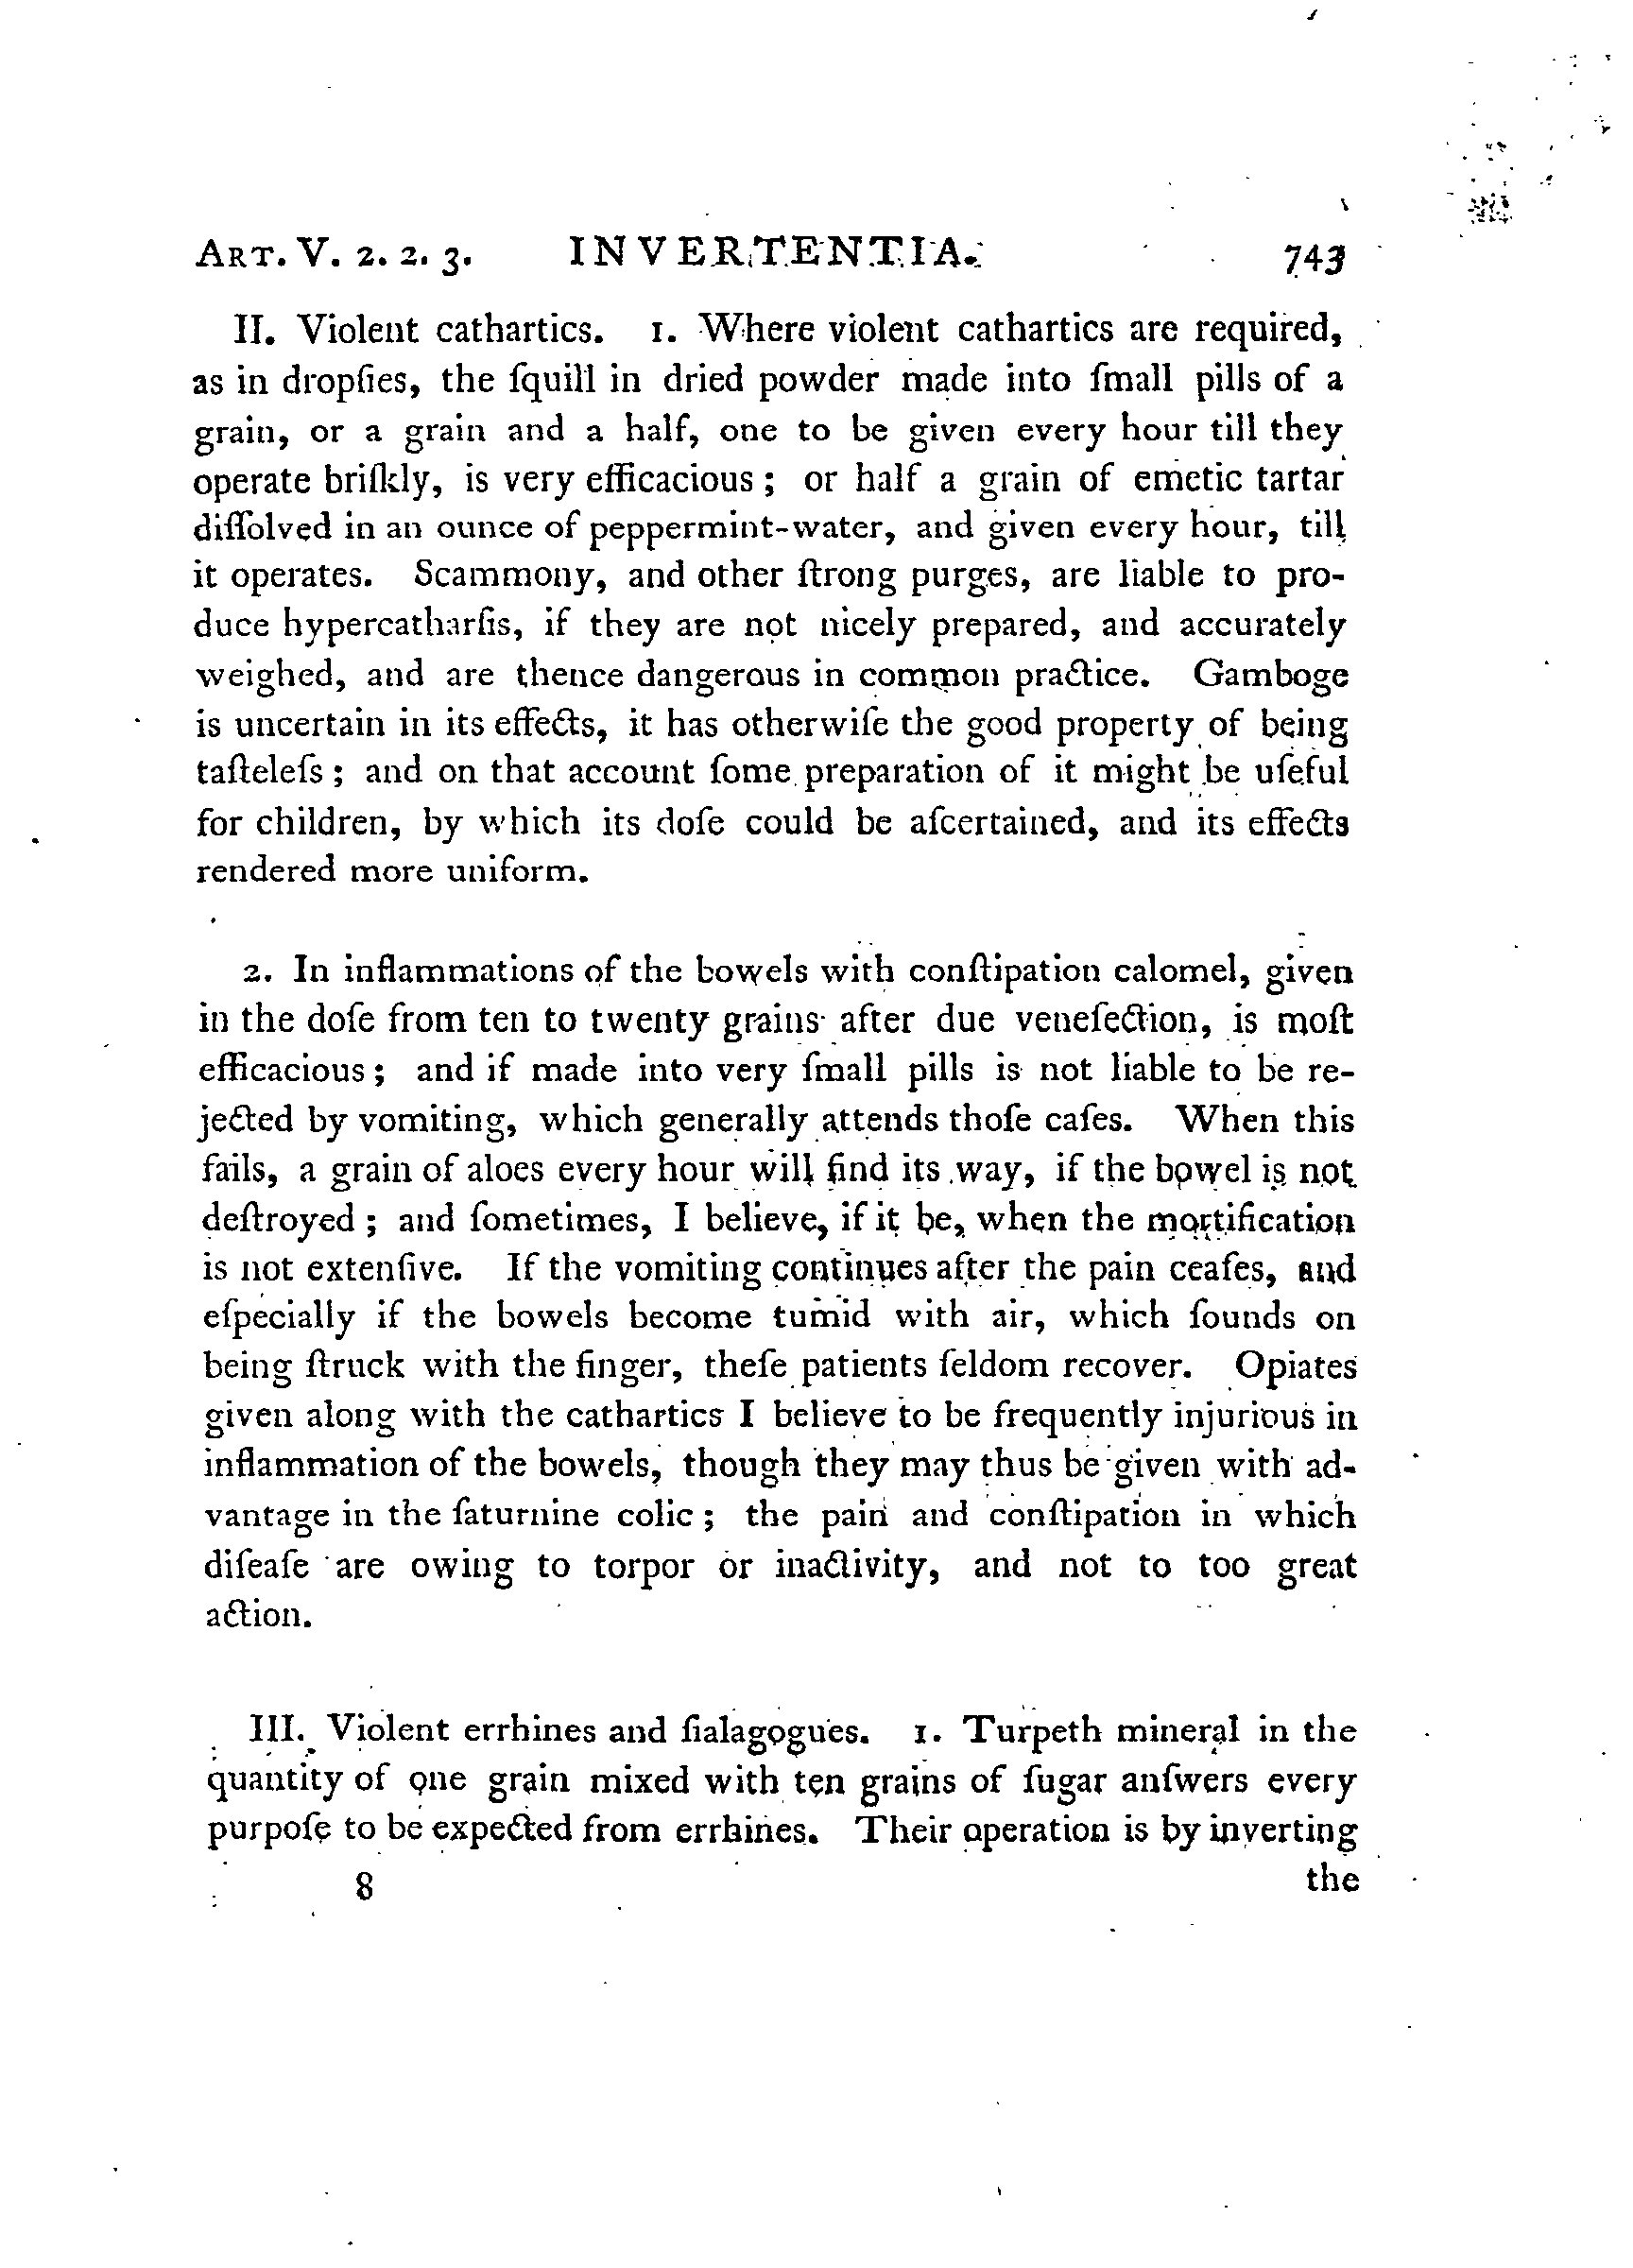 ART. V. 2. 2. 3. INVERTENTIA. 743
II. Violent cathartics. 1. Where violent cathartics are required,
as in dropſies, the ſquill in dried powder made into ſmall pills of a
grain, or a grain and a half, one to be given every hour till they
operate briſkly, is very efficacious; or half a grain of emetic tartar
diſſolved in an ounce of peppermint-water, and given every hour, till
it operates. Scammony, and other ſtrong purges, are liable to pro-
duce hypercatharſis, if they are not nicely prepared, and accurately
weighed, and are thence dangerous in common practice. Gamboge
is uncertain in its effects, it has otherwiſe the good property of being
taſteleſs; and on that account ſome preparation of it might be uſeful
for children, by which its doſe could be aſcertained, and its effects
rendered more uniform.
2. In inflammations of the bowels with conſtipation calomel, given
in the doſe from ten to twenty grains after due veneſection, is moſt
efficacious; and if made into very ſmall pills is not liable to be re-
jected by vomiting, which generally attends thoſe caſes. When this
fails, a grain of aloes every hour will find its way, if the bowel is not
deſtroyed; and ſometimes, I believe, if it be, when the mortification
is not extenſive. If the vomiting continues after the pain ceaſes, and
eſpecially if the bowels become tumid with air, which ſounds on
being ſtruck with the finger, theſe patients ſeldom recover. Opiates
given along with the cathartics I believe to be frequently injurious in
inflammation of the bowels, though they may thus be given with ad-
vantage in the ſaturnine colic; the pain and conſtipation in which
diſeaſe are owing to torpor or inactivity, and not to too great
action.
III. Violent errhines and ſialagogues. 1. Turpeth mineral in the
quantity of one grain mixed with ten grains of ſugar anſwers every
purpoſe to be expected from errhines. Their operation is by inverting
8 the